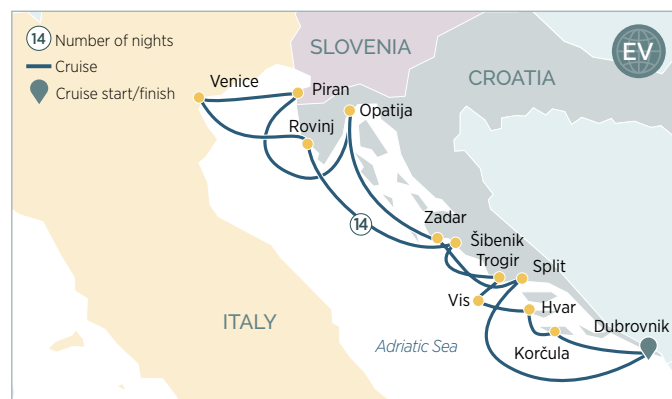 14 Number of nights
Cruise
Cruise start/finish
SLOVENIA
EV
CROATIA
Venice
Piran
Opatija
Rovinj
14
Zadar
Šibenik
Trogir
Split
Vis
Hvar
Dubrovnik
ITALY
Adriatic Sea
Korčula